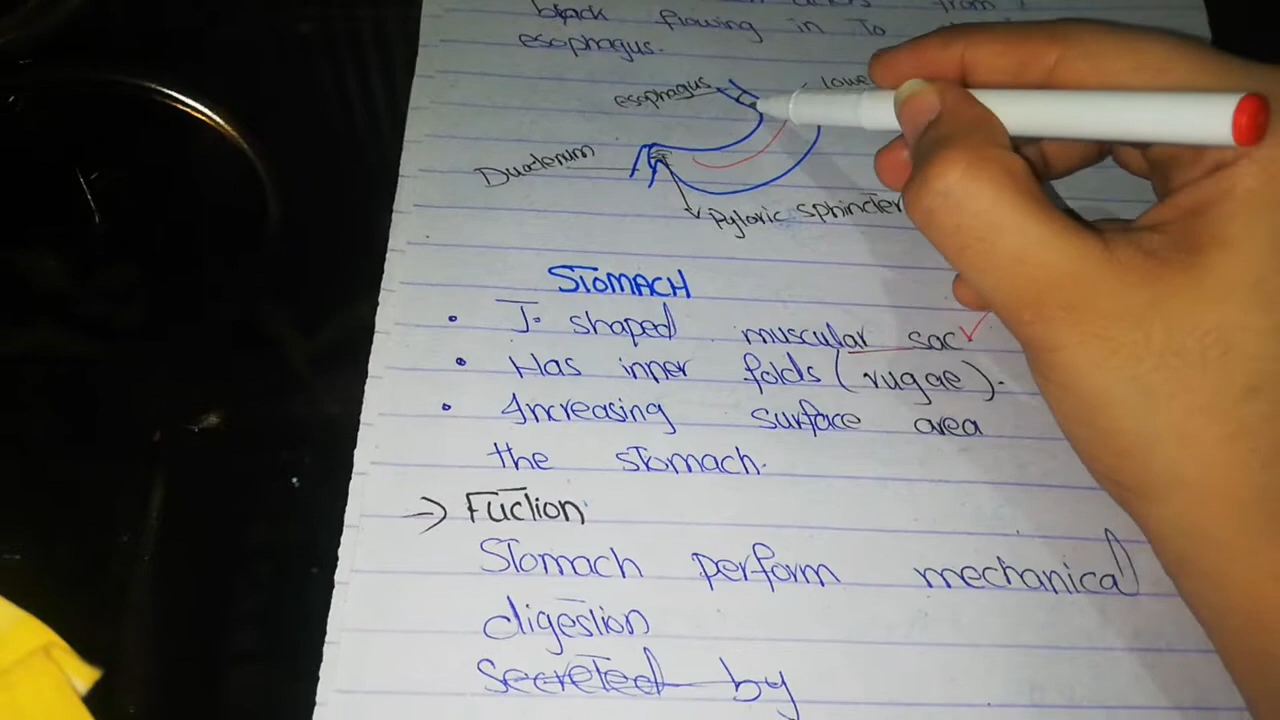 black flowing in To
esophagus.
esophagus
lowe
Duodenum
Pyloric sphincter
STOMACH
• J- shaped muscular sac ✓
• Has inner folds (rugae).
• Increasing surface area
the stomach.
→ Fuction
Stomach perform mechanical
digestion
secreted by